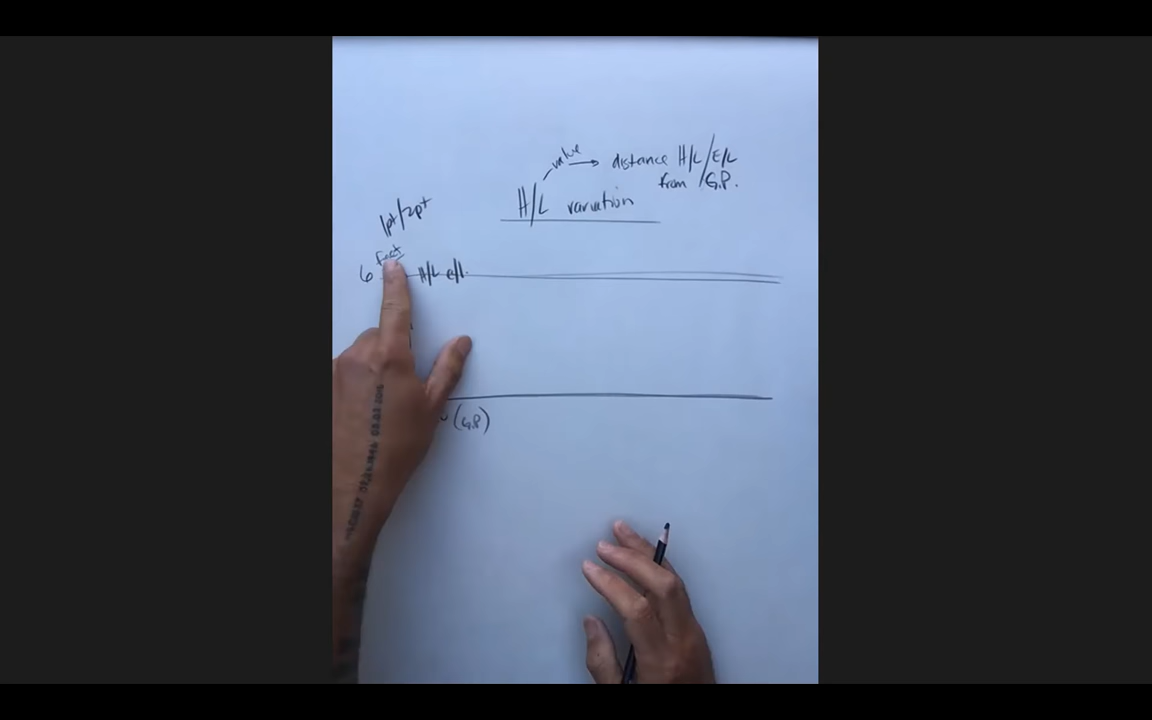 value → distance H/L / E/L
from G.P.
H/L variation
1pt/2pt
6 feet H/L e/l.
(G.P)